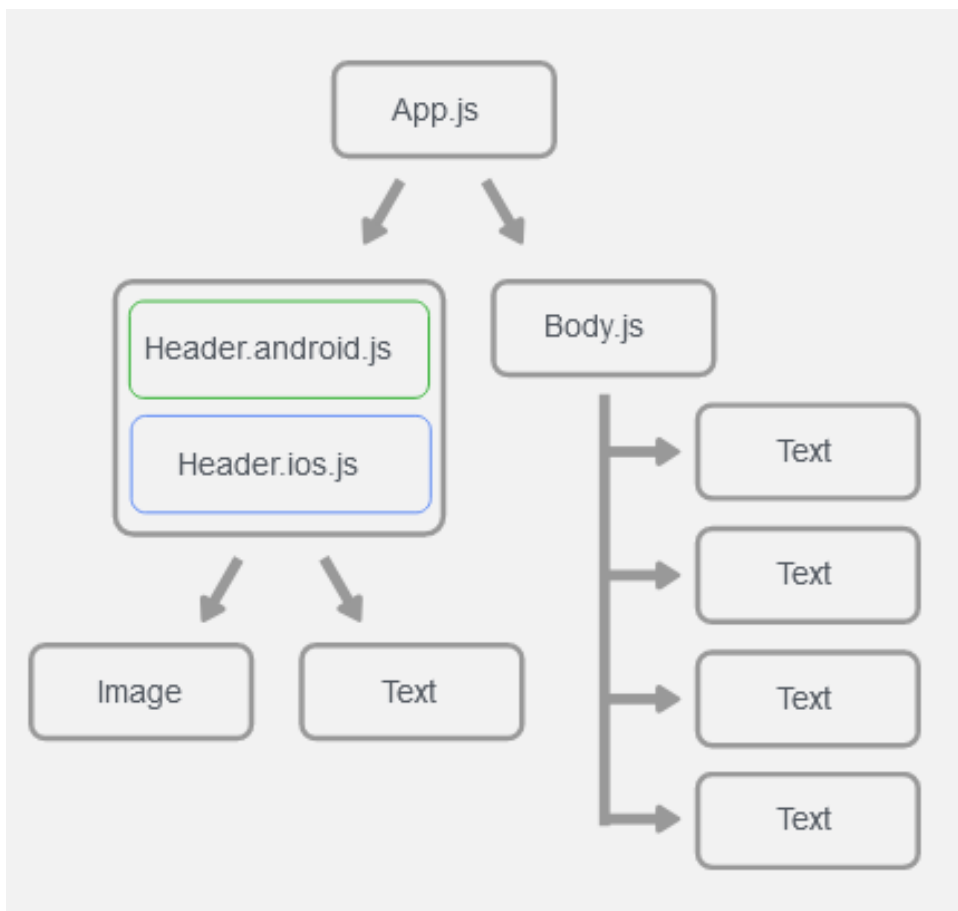 App.js
Header.android.js
Header.ios.js
Body.js
Image
Text
Text
Text
Text
Text